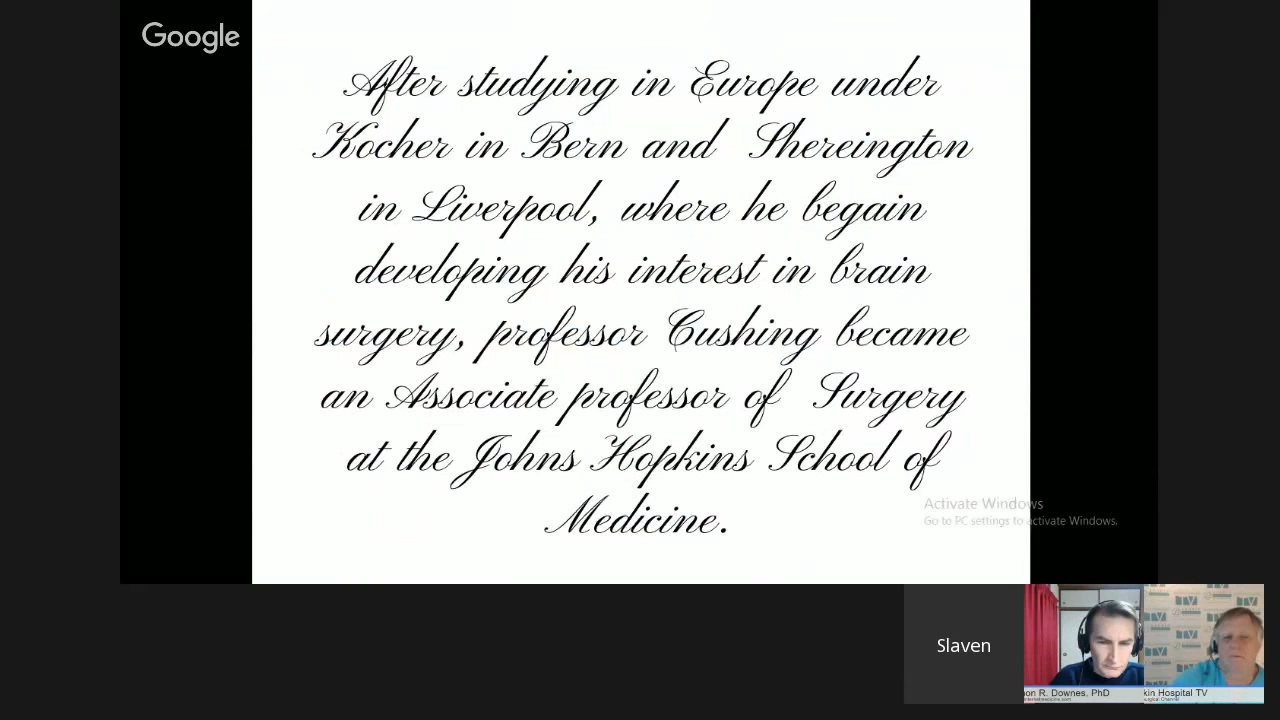 Google
After studying in Europe under
Kocher in Bern and Shereington
in Liverpool, where he begain
developing his interest in brain
surgery, professor Cushing became
an Associate professor of Surgery
at the Johns Hopkins School of
Medicine.
Activate Windows
Go to PC settings to activate Windows.
Slaven
on R. Downes, PhD
kin Hospital TV